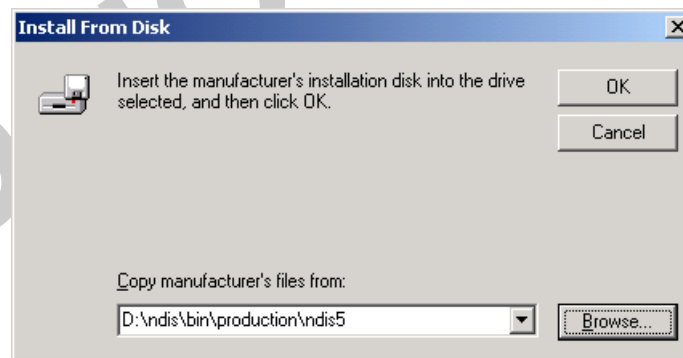 Install From Disk
Insert the manufacturer's installation disk into the drive
selected, and then click OK.
OK
Cancel
Copy manufacturer's files from:
D:\ndis\bin\production\ndis5
Browse...